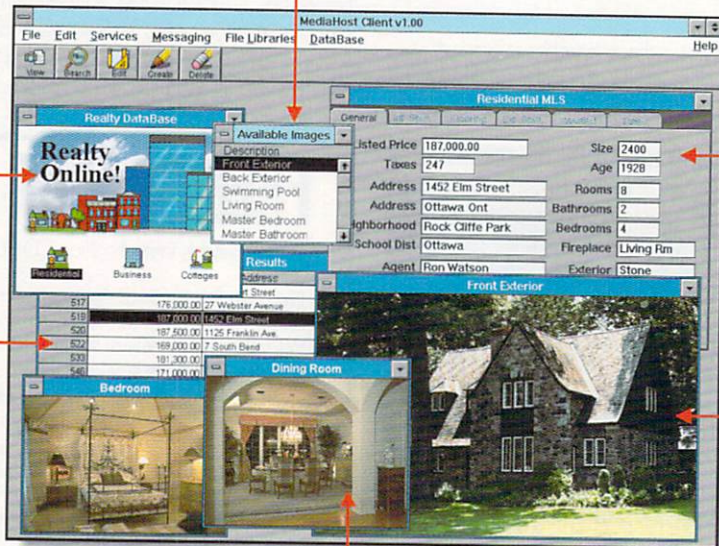 MediaHost Client v1.00
File Edit Services Messaging File Libraries DataBase Help
View Search Edit Create Delete
Realty DataBase
Realty
Online!
Residential Business Cottages
Available Images
Description
Front Exterior
Back Exterior
Swimming Pool
Living Room
Master Bedroom
Master Bathroom
Residential MLS
General
Listed Price 187,000.00 Size 2400
Taxes 247 Age 1928
Address 1452 Elm Street Rooms 8
Address Ottawa Ont Bathrooms 2
ghborhood Rock Cliffe Park Bedrooms 4
School Dist Ottawa Fireplace Living Rm
Agent Ron Watson Exterior Stone
Results
Address
Street
517 176,000.00 27 Webster Avenue
519 187,000.00 1452 Elm Street
520 187,500.00 1125 Franklin Ave.
522 169,000.00 7 South Bend
533 181,300.00
546 171,000.00
Front Exterior
Bedroom
Dining Room